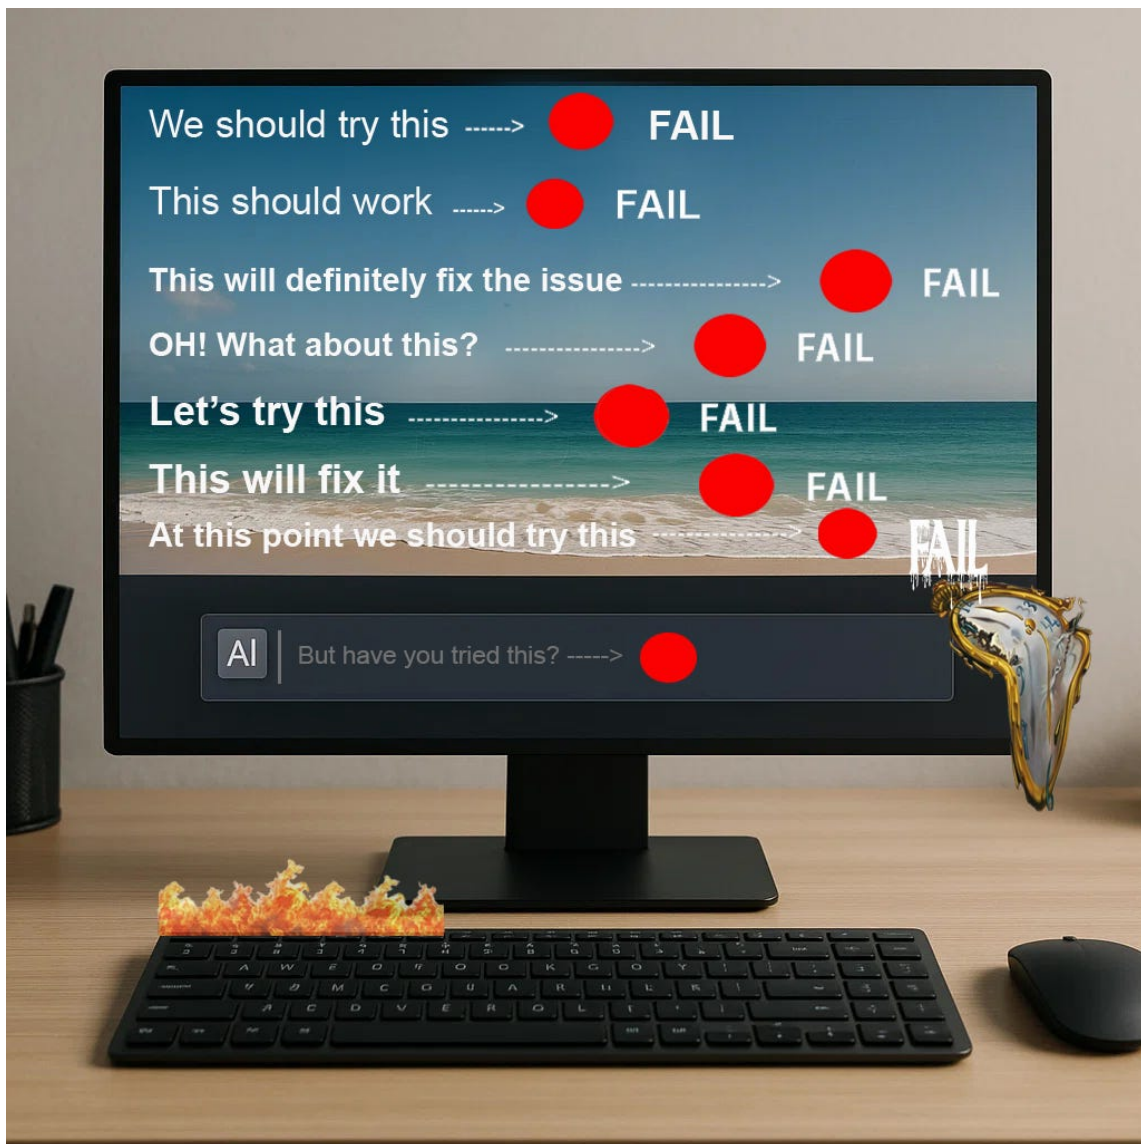 We should try this ------> FAIL
This should work -----> FAIL
This will definitely fix the issue ----------------> FAIL
OH! What about this? ----------------> FAIL
Let's try this ----------------> FAIL
This will fix it ----------------> FAIL
At this point we should try this ----------------> FAIL
AI | But have you tried this? ----->